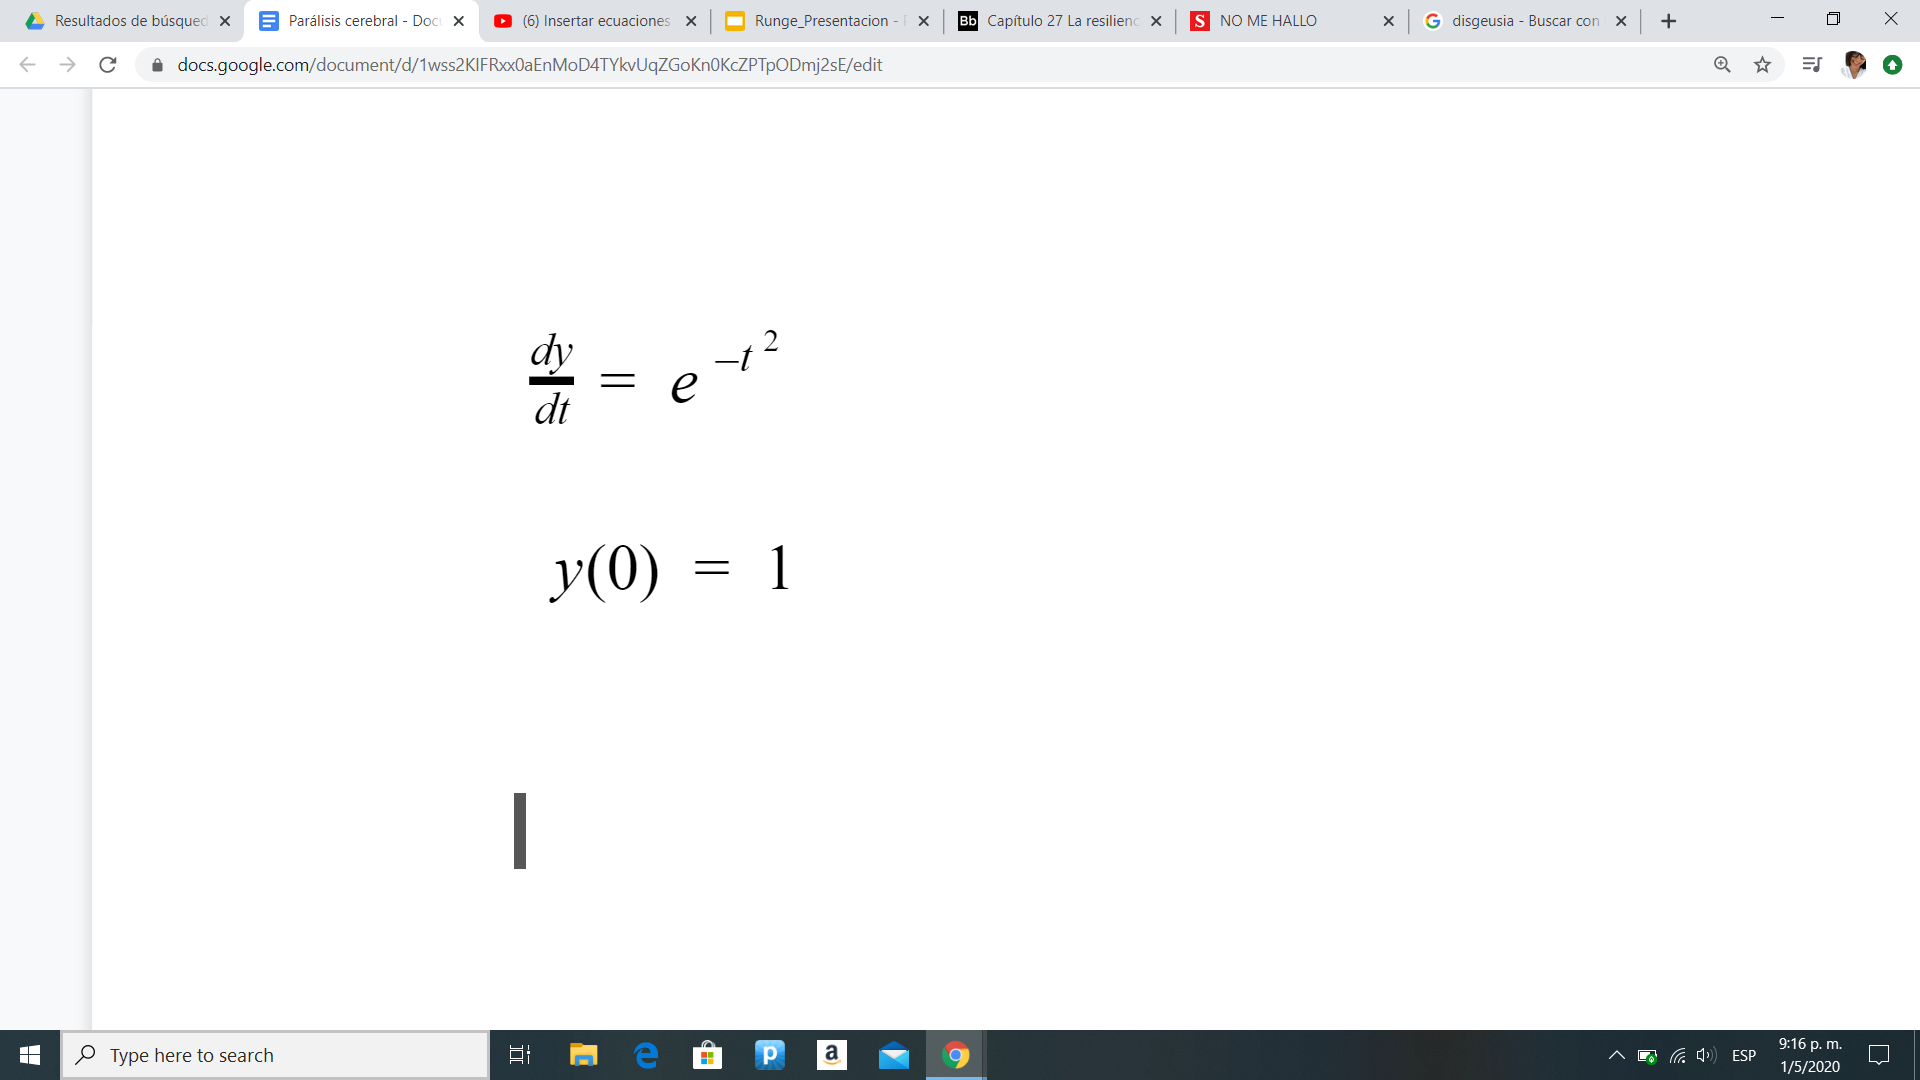 Resultados de búsqued
Parálisis cerebral - Doc
(6) Insertar ecuaciones
Runge_Presentacion -
Capítulo 27 La resilienc
NO ME HALLO
disgeusia - Buscar con
docs.google.com/document/d/1wss2KIFRxx0aEnMoD4TYkvUqZGoKn0KcZPTpODmj2sE/edit
dy/dt = e^(-t^2)
y(0) = 1
Type here to search
ESP
9:16 p. m.
1/5/2020